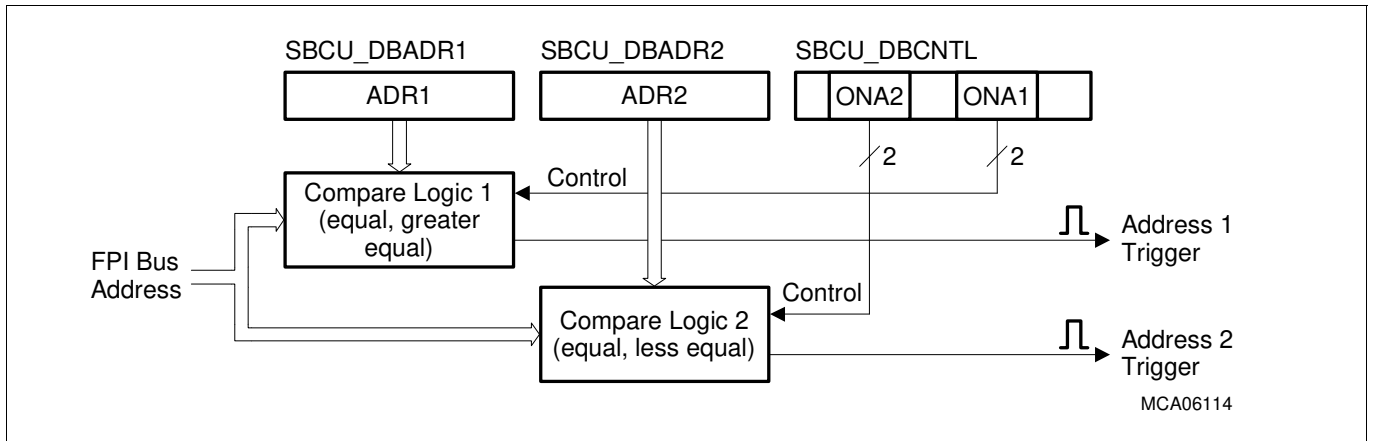 SBCU_DBADR1
SBCU_DBADR2
SBCU_DBCNTL
ADR1
ADR2
ONA2
ONA1
2
2
Control
Compare Logic 1
(equal, greater
equal)
Address 1
Trigger
FPI Bus
Address
Control
Compare Logic 2
(equal, less equal)
Address 2
Trigger
MCA06114